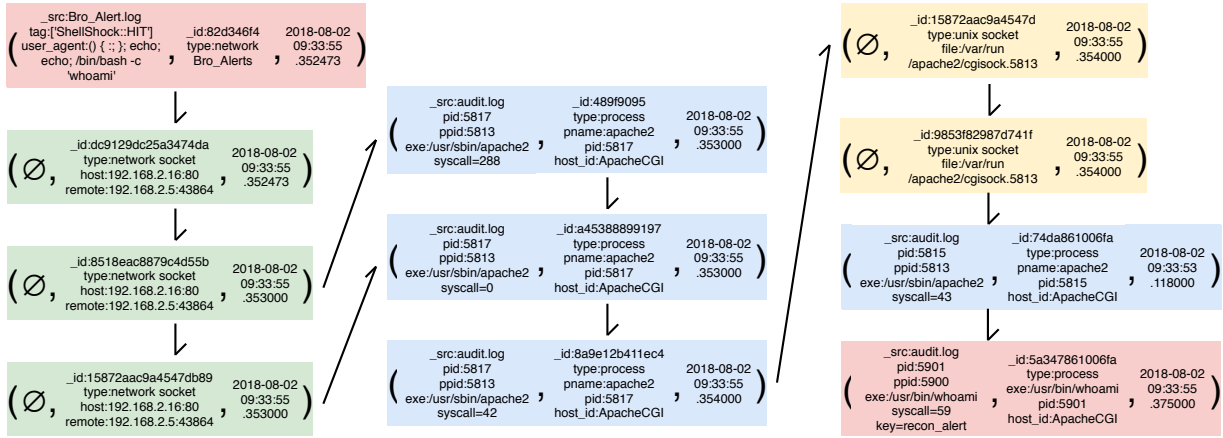 _src:Bro_Alert.log
tag:['ShellShock::HIT']
user_agent:() { :; }; echo;
echo; /bin/bash -c
'whoami'
_id:82d346f4
type:network
Bro_Alerts
2018-08-02
09:33:55
.352473
(∅,
_id:dc9129dc25a3474da
type:network socket
host:192.168.2.16:80
remote:192.168.2.5:43864
2018-08-02
09:33:55
.352473
(∅,
_id:8518eac8879c4d55b
type:network socket
host:192.168.2.16:80
remote:192.168.2.5:43864
2018-08-02
09:33:55
.353000
(∅,
_id:15872aac9a4547db89
type:network socket
host:192.168.2.16:80
remote:192.168.2.5:43864
2018-08-02
09:33:55
.353000
_src:audit.log
pid:5817
ppid:5813
exe:/usr/sbin/apache2
syscall=288
_id:489f9095
type:process
pname:apache2
pid:5817
host_id:ApacheCGI
2018-08-02
09:33:55
.353000
_src:audit.log
pid:5817
ppid:5813
exe:/usr/sbin/apache2
syscall=0
_id:a45388899197
type:process
pname:apache2
pid:5817
host_id:ApacheCGI
2018-08-02
09:33:55
.353000
_src:audit.log
pid:5817
ppid:5813
exe:/usr/sbin/apache2
syscall=42
_id:8a9e12b411ec4
type:process
pname:apache2
pid:5817
host_id:ApacheCGI
2018-08-02
09:33:55
.354000
(∅,
_id:15872aac9a4547d
type:unix socket
file:/var/run
/apache2/cgisock.5813
2018-08-02
09:33:55
.354000
(∅,
_id:9853f82987d741f
type:unix socket
file:/var/run
/apache2/cgisock.5813
2018-08-02
09:33:55
.354000
_src:audit.log
pid:5815
ppid:5813
exe:/usr/sbin/apache2
syscall=43
_id:74da861006fa
type:process
pname:apache2
pid:5815
host_id:ApacheCGI
2018-08-02
09:33:53
.118000
_src:audit.log
pid:5901
ppid:5900
exe:/usr/bin/whoami
syscall=59
key=recon_alert
_id:5a347861006fa
type:process
exe:/usr/bin/whoami
pid:5901
host_id:ApacheCGI
2018-08-02
09:33:55
.375000